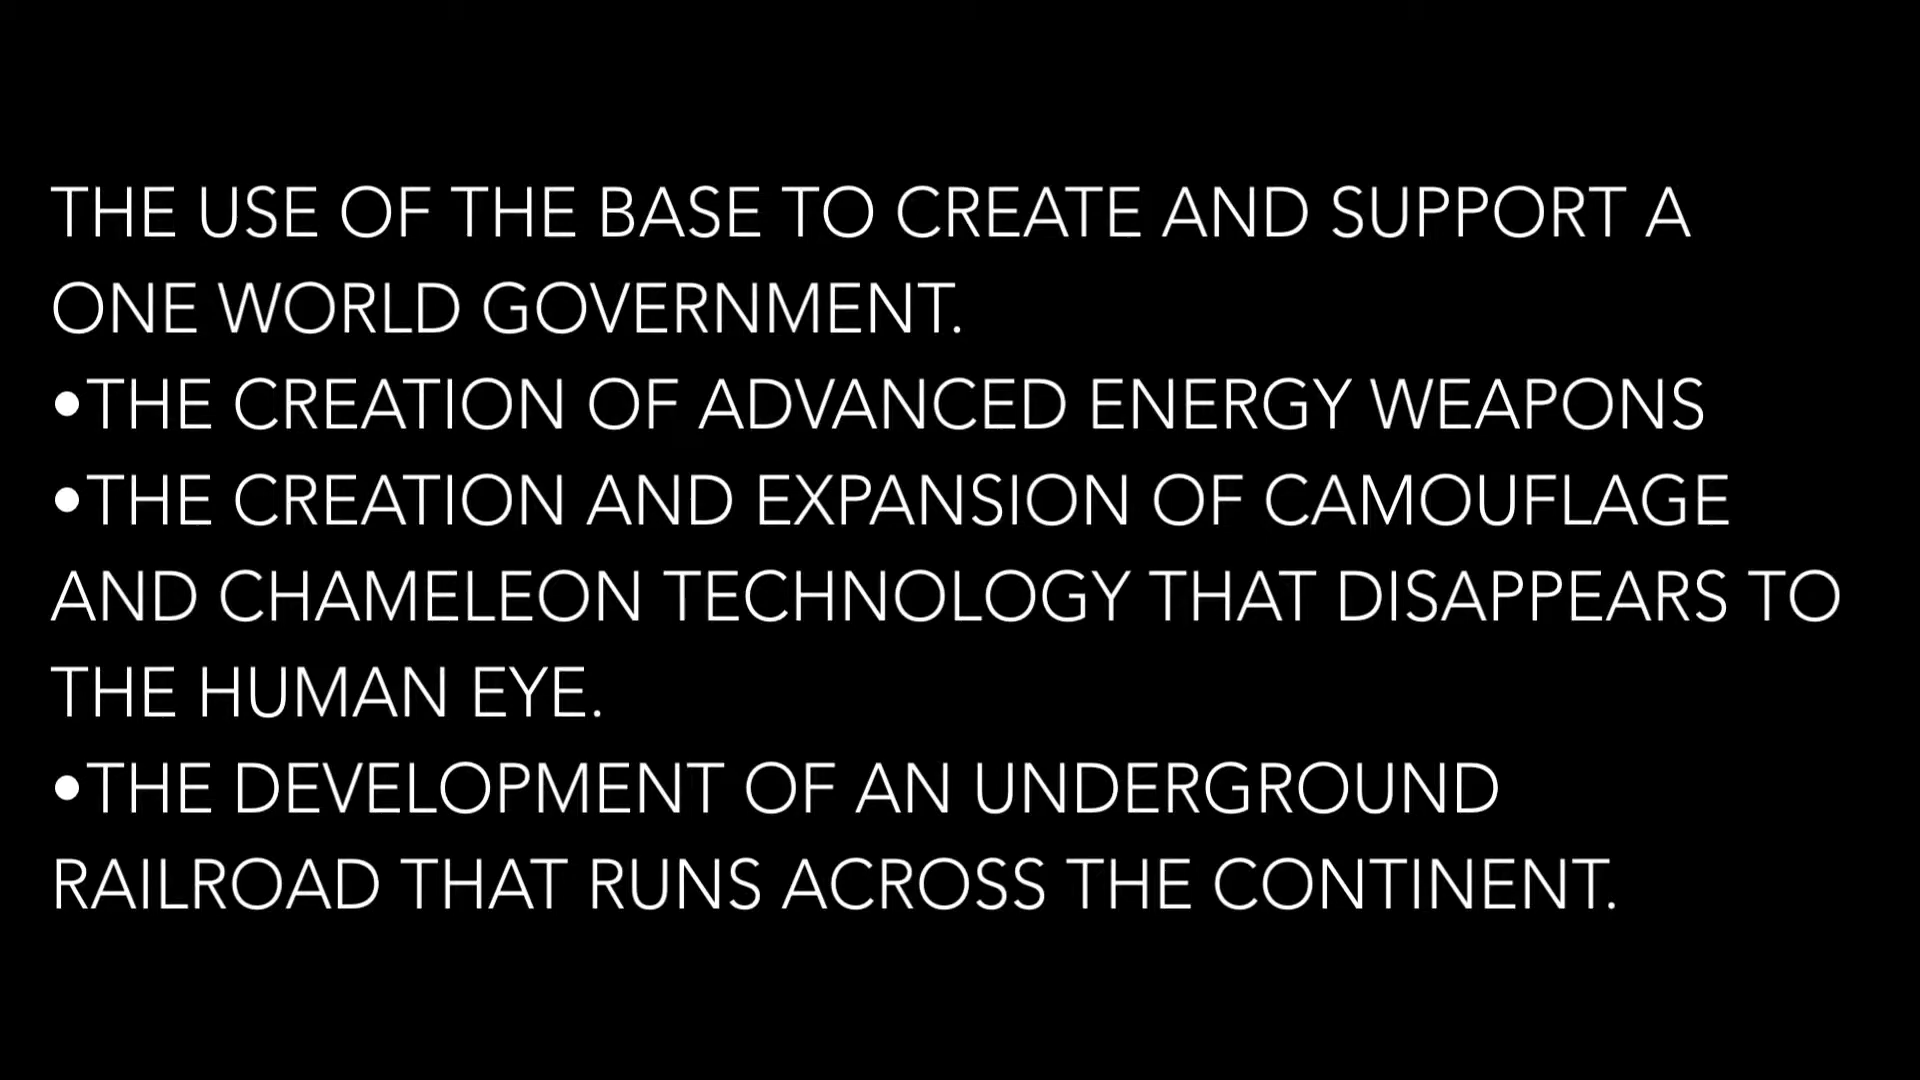 THE USE OF THE BASE TO CREATE AND SUPPORT A
ONE WORLD GOVERNMENT.
•THE CREATION OF ADVANCED ENERGY WEAPONS
•THE CREATION AND EXPANSION OF CAMOUFLAGE
AND CHAMELEON TECHNOLOGY THAT DISAPPEARS TO
THE HUMAN EYE.
•THE DEVELOPMENT OF AN UNDERGROUND
RAILROAD THAT RUNS ACROSS THE CONTINENT.